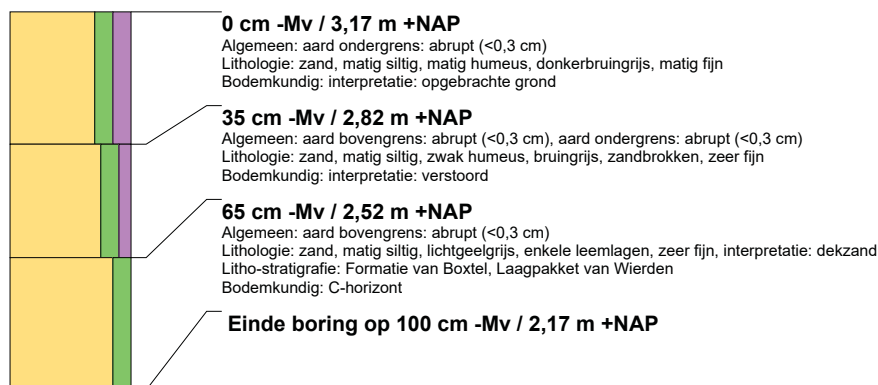 0 cm -Mv / 3,17 m +NAP
Algemeen: aard ondergrens: abrupt (<0,3 cm)
Lithologie: zand, matig siltig, matig humeus, donkerbruingrijs, matig fijn
Bodemkundig: interpretatie: opgebrachte grond
35 cm -Mv / 2,82 m +NAP
Algemeen: aard bovengrens: abrupt (<0,3 cm), aard ondergrens: abrupt (<0,3 cm)
Lithologie: zand, matig siltig, zwak humeus, bruingrijs, zandbrokken, zeer fijn
Bodemkundig: interpretatie: verstoord
65 cm -Mv / 2,52 m +NAP
Algemeen: aard bovengrens: abrupt (<0,3 cm)
Lithologie: zand, matig siltig, lichtgeelgrijs, enkele leemlagen, zeer fijn, interpretatie: dekzand
Litho-stratigrafie: Formatie van Boxtel, Laagpakket van Wierden
Bodemkundig: C-horizont
Einde boring op 100 cm -Mv / 2,17 m +NAP